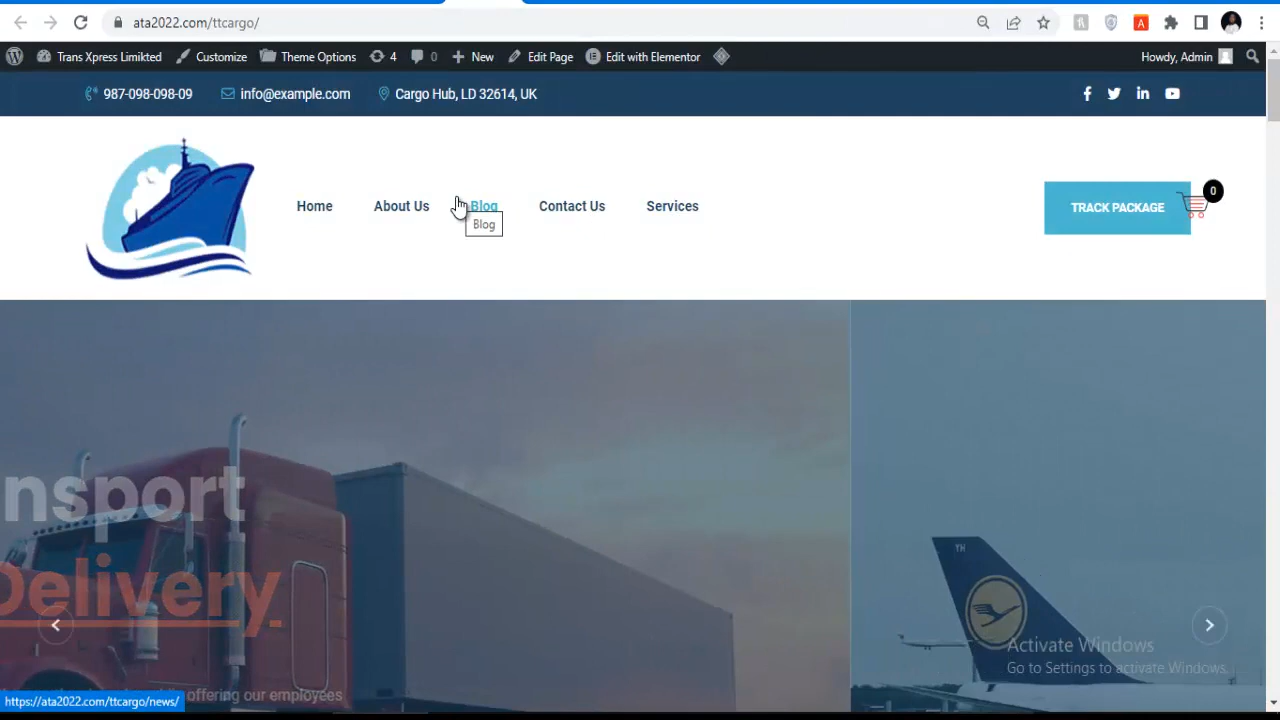 ata2022.com/ttcargo/
Trans Xpress Limikted Customize Theme Options 4 0 New Edit Page Edit with Elementor Howdy, Admin
987-098-098-09 info@example.com Cargo Hub, LD 32614, UK
0
Home About Us Blog Contact Us Services TRACK PACKAGE
Blog
nsport
Delivery.
YH
Activate Windows
Go to Settings to activate Windows.
offering our employees
https://ata2022.com/ttcargo/news/